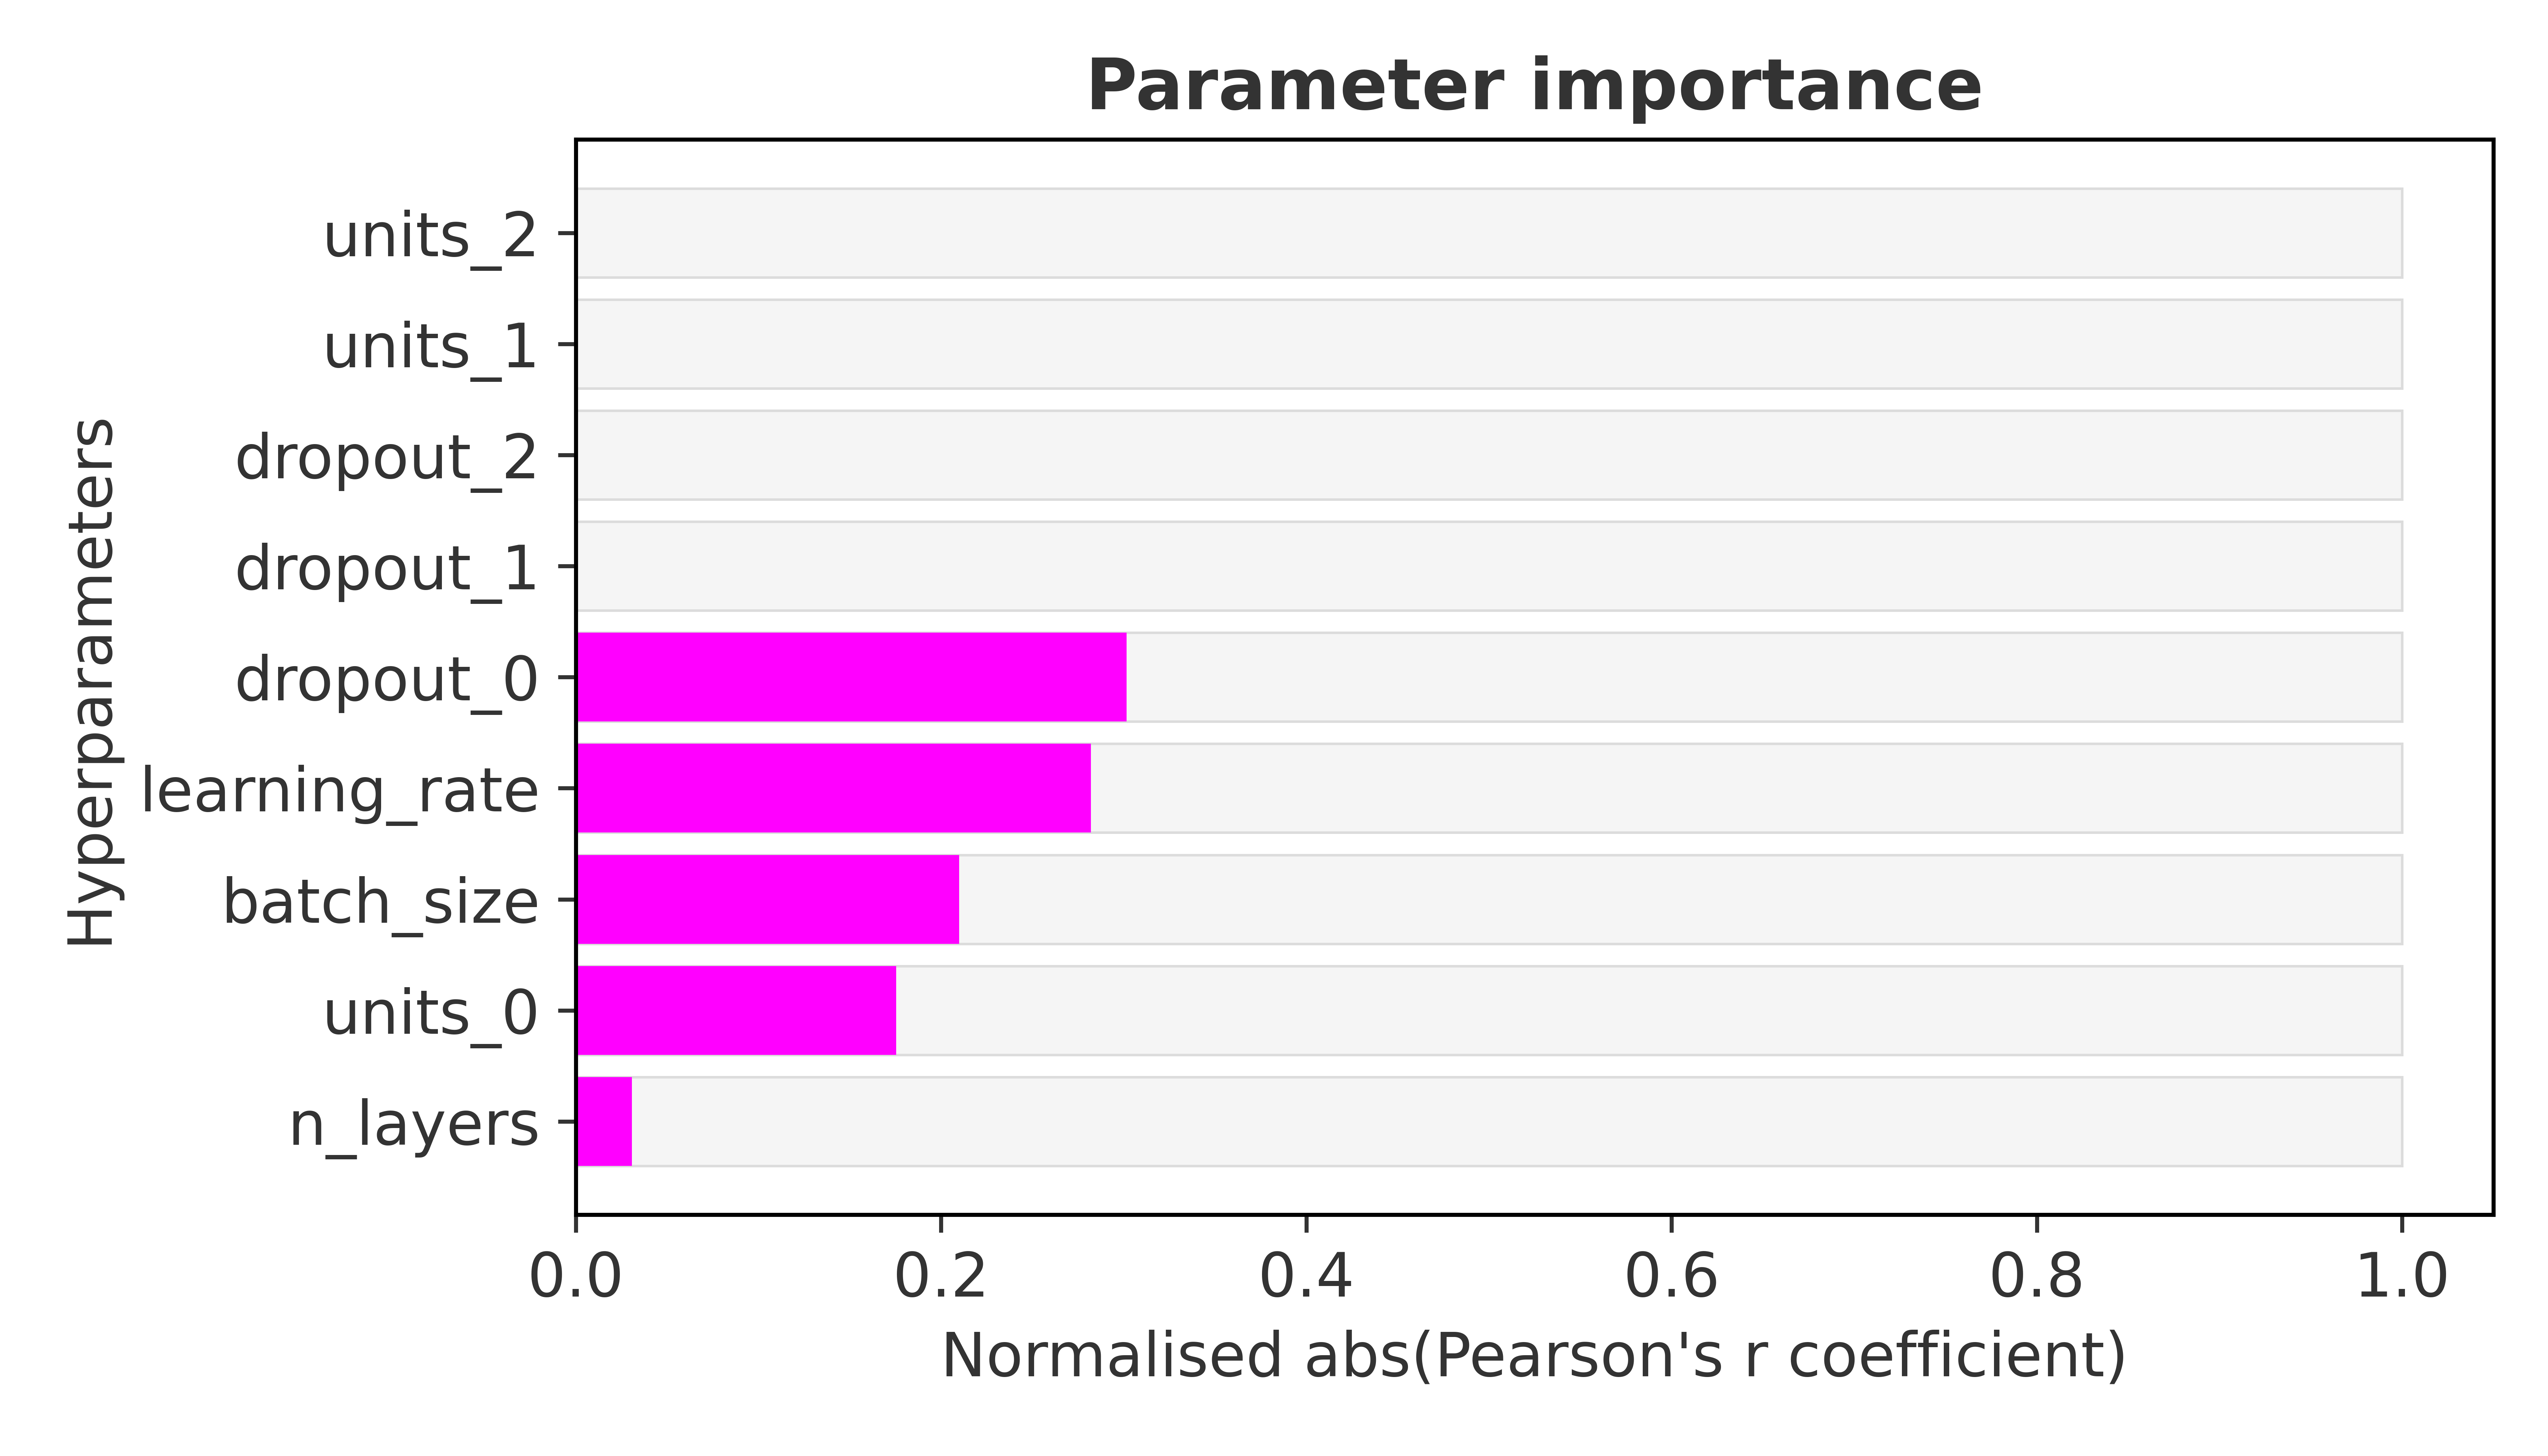 Parameter importance
Hyperparameters
units_2
units_1
dropout_2
dropout_1
dropout_0
learning_rate
batch_size
units_0
n_layers
0.0 0.2 0.4 0.6 0.8 1.0
Normalised abs(Pearson's r coefficient)